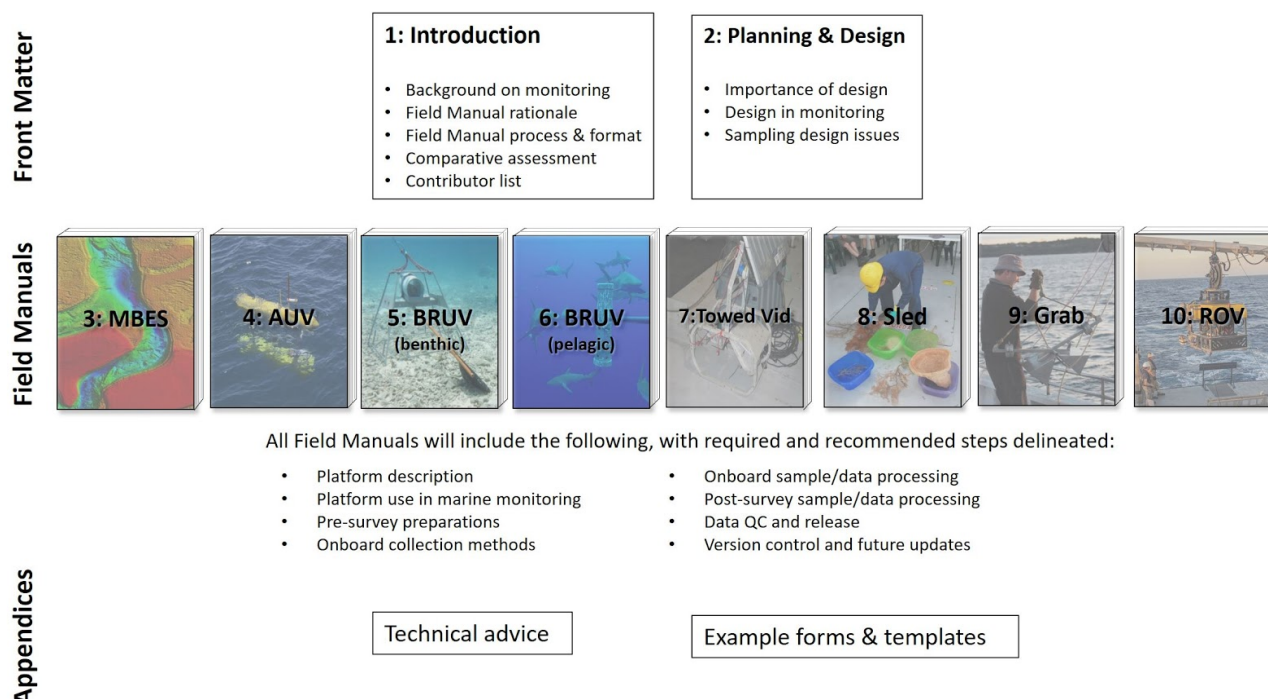 Front Matter
1: Introduction
• Background on monitoring
• Field Manual rationale
• Field Manual process & format
• Comparative assessment
• Contributor list
2: Planning & Design
• Importance of design
• Design in monitoring
• Sampling design issues
Field Manuals
3: MBES
4: AUV
5: BRUV
(benthic)
6: BRUV
(pelagic)
7:Towed Vid
8: Sled
9: Grab
10: ROV
All Field Manuals will include the following, with required and recommended steps delineated:
• Platform description
• Platform use in marine monitoring
• Pre-survey preparations
• Onboard collection methods
• Onboard sample/data processing
• Post-survey sample/data processing
• Data QC and release
• Version control and future updates
Appendices
Technical advice
Example forms & templates